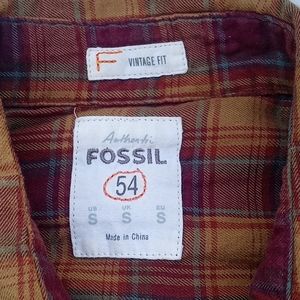 F VINTAGE FIT
Authentic
FOSSIL
54
US UK EU
S S S
Made in China